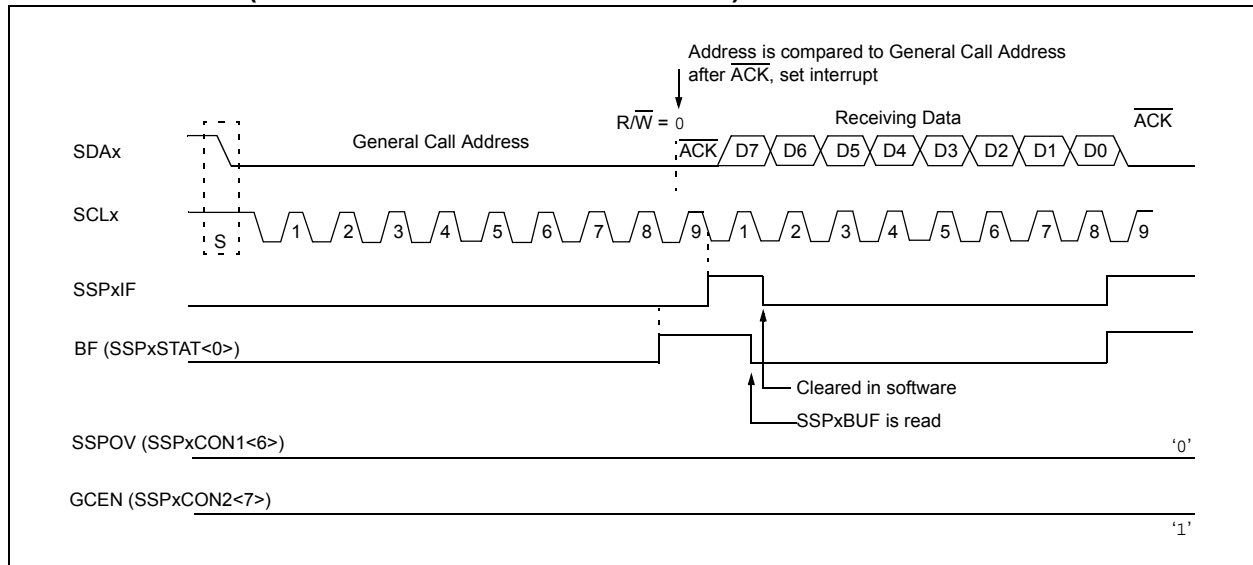 Address is compared to General Call Address
after ACK, set interrupt
R/W = 0
Receiving Data
ACK
SDAx
General Call Address
ACK D7 D6 D5 D4 D3 D2 D1 D0
SCLx
S 1 2 3 4 5 6 7 8 9 1 2 3 4 5 6 7 8 9
SSPxIF
BF (SSPxSTAT<0>)
Cleared in software
SSPxBUF is read
SSPOV (SSPxCON1<6>)
‘0’
GCEN (SSPxCON2<7>)
‘1’